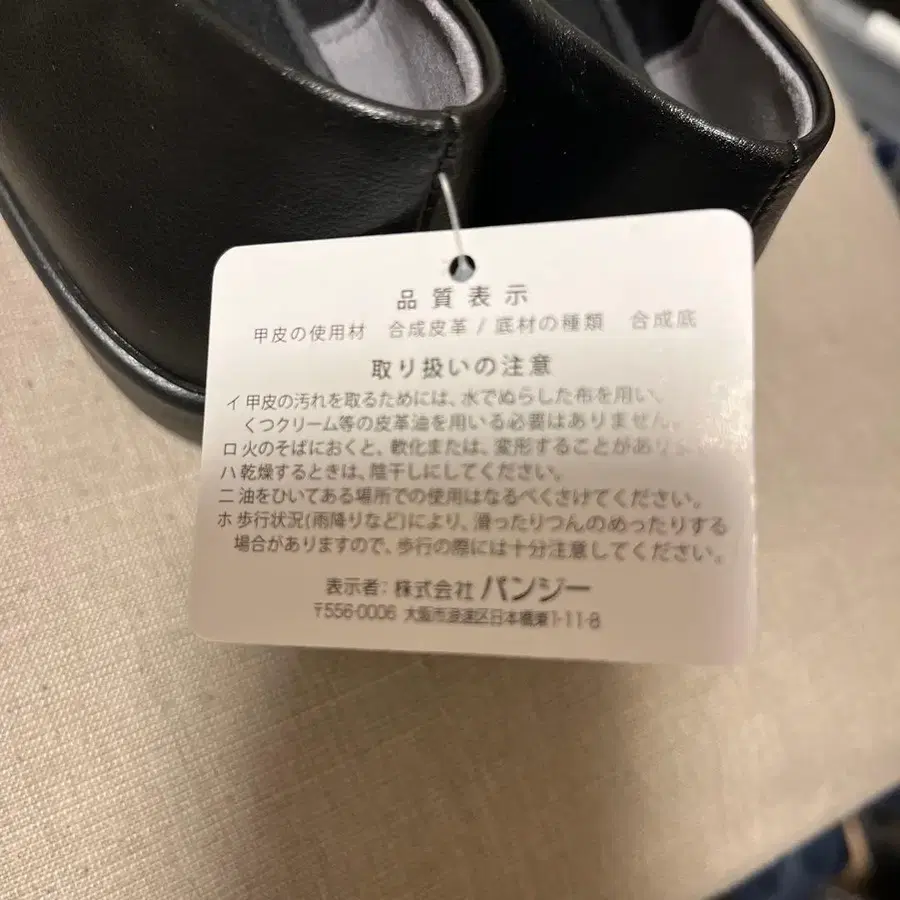 品質表示
甲皮の使用材 合成皮革 / 底材の種類 合成底
取り扱いの注意
イ 甲皮の汚れを取るためには、水でぬらした布を用い、
くつクリーム等の皮革油を用いる必要はありません。
ロ 火のそばにおくと、軟化または、変形することがあり
ハ 乾燥するときは、陰干しにしてください。
ニ 油をひいてある場所での使用はなるべくさけてください。
ホ 歩行状況(雨降りなど)により、滑ったりつんのめったりする
場合がありますので、歩行の際には十分注意してください。
表示者: 株式会社 パンジー
〒556-0006 大阪市浪速区日本橋東1-11-8